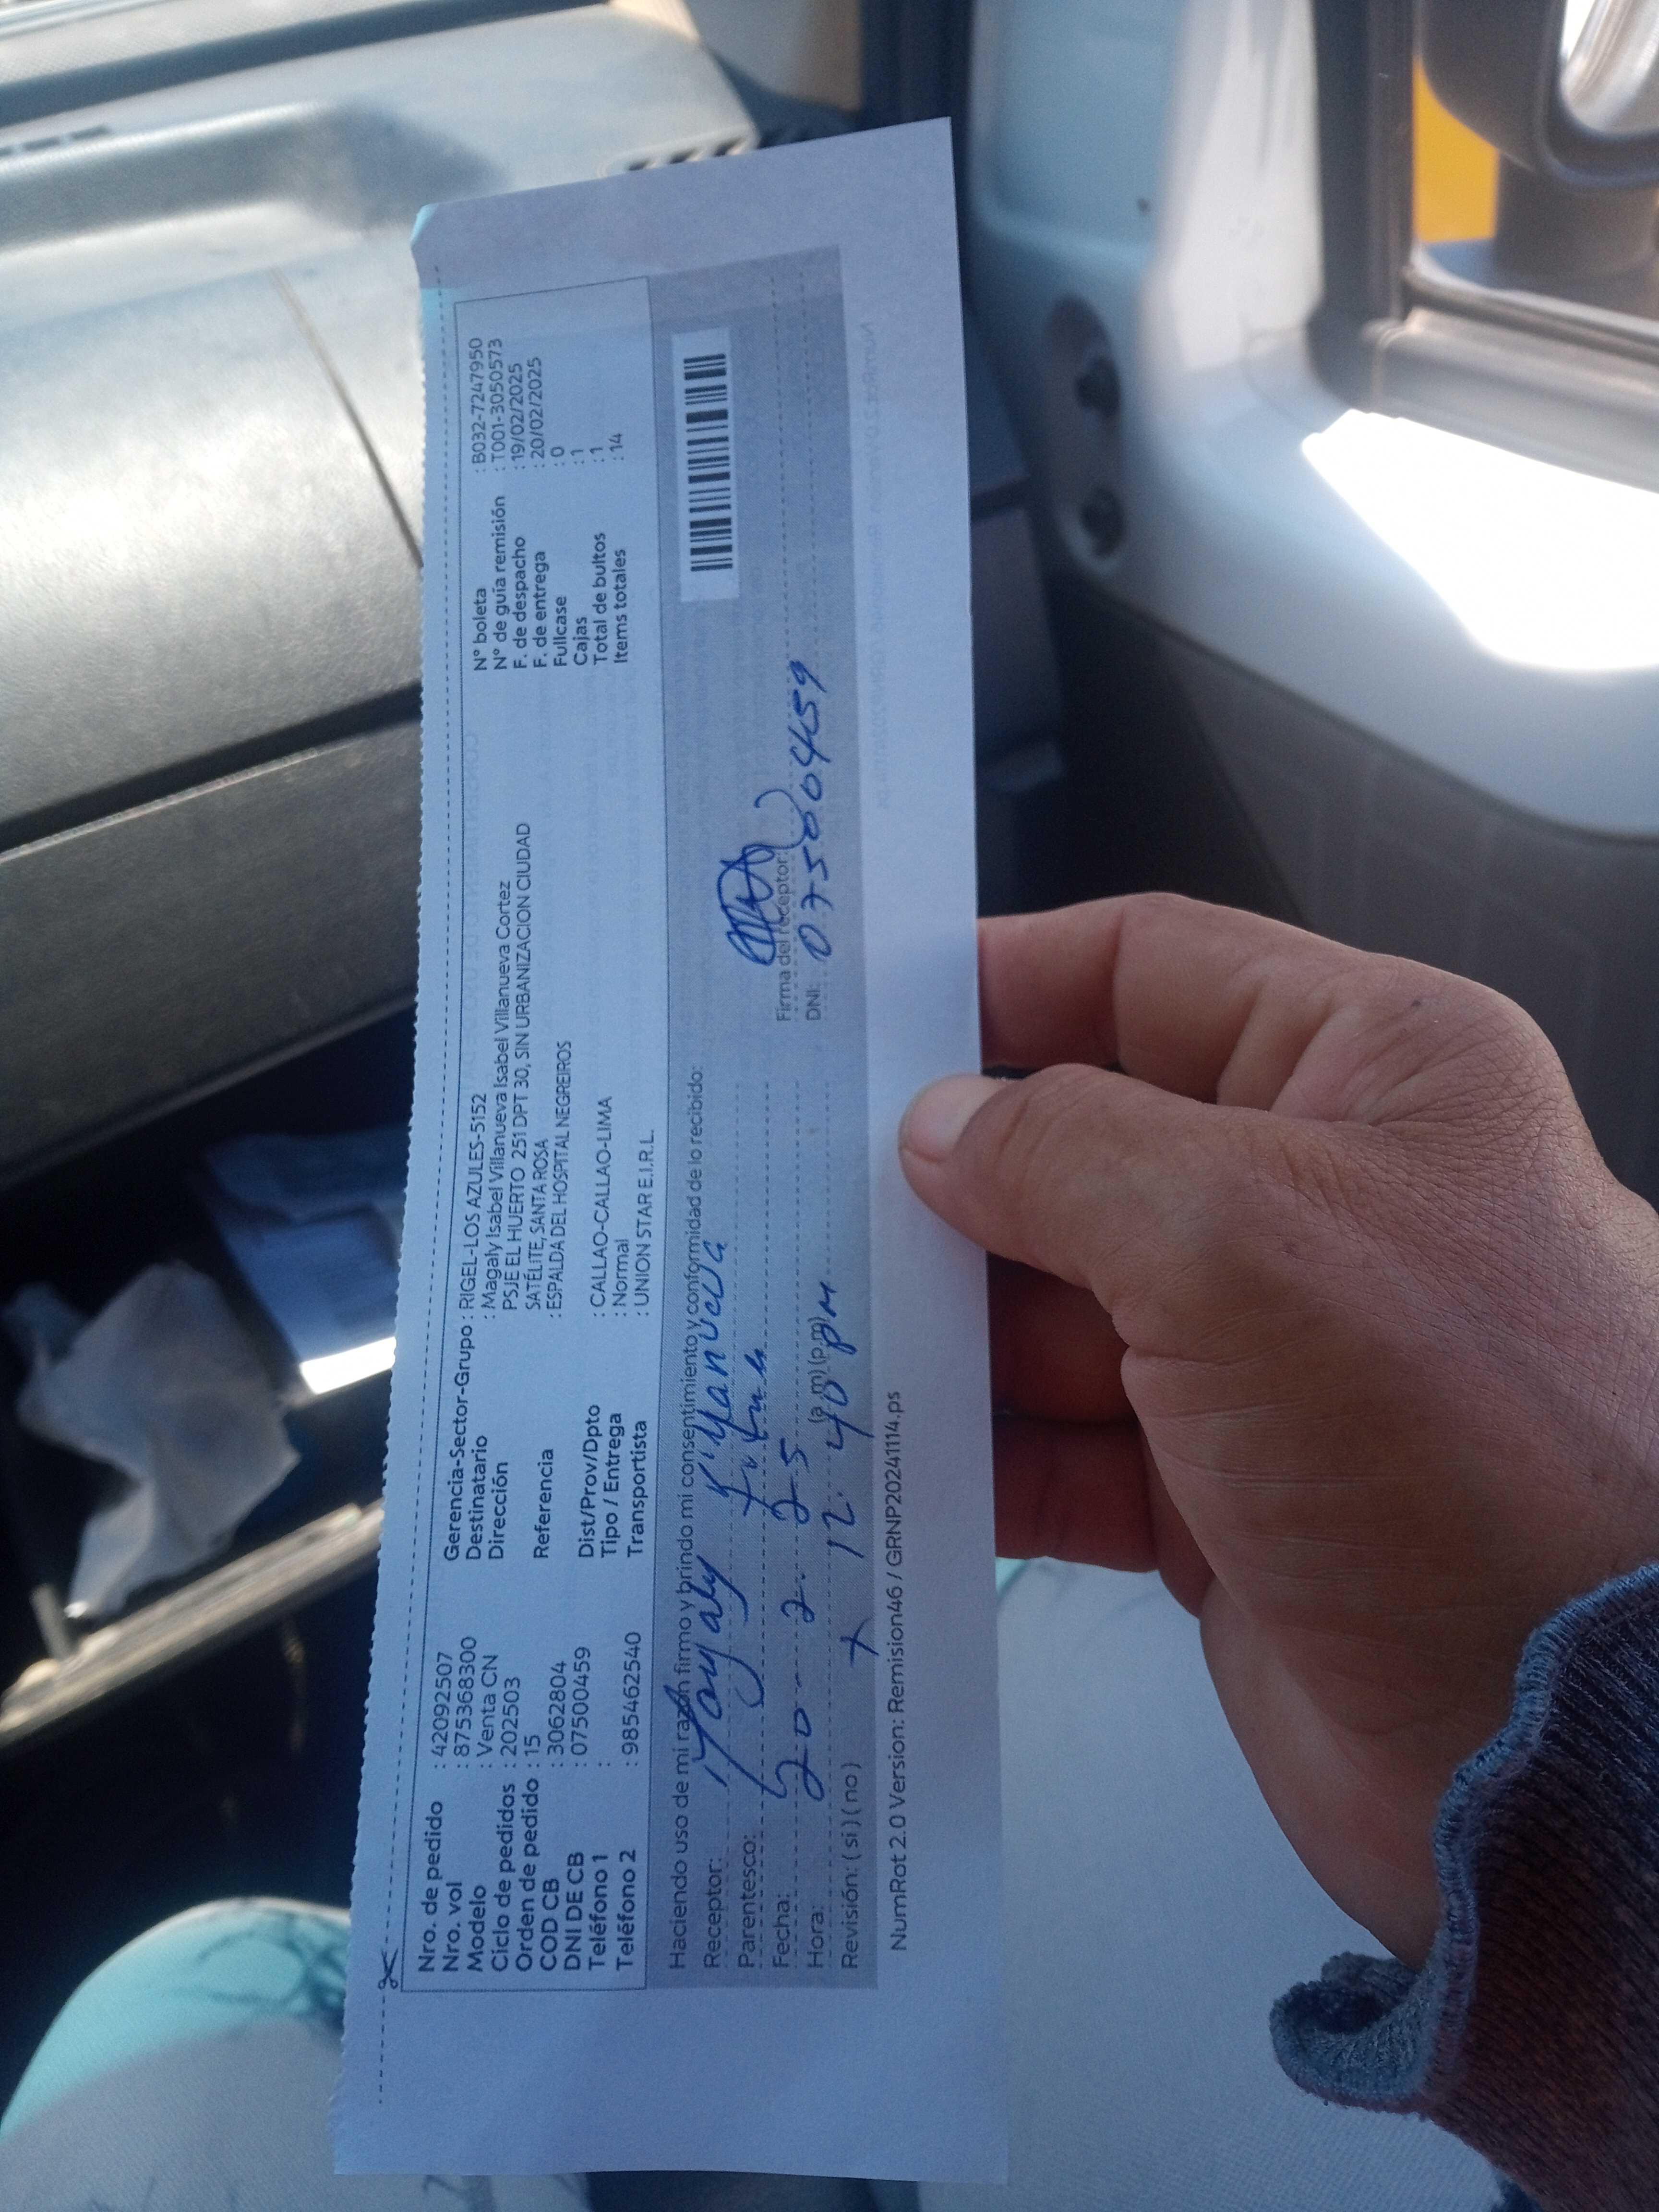 Nro. de pedido : 42092507
Nro. vol : 875368300
Modelo : Venta CN
Ciclo de pedidos : 202503
Orden de pedido : 15
COD CB : 3062804
DNI DE CB : 07500459
Teléfono 1 :
Teléfono 2 : 985462540
Gerencia-Sector-Grupo : RIGEL-LOS AZULES-5152
Destinatario : Magaly Isabel Villanueva Isabel Villanueva Cortez
Dirección PSJE EL HUERTO 251 DPT 30, SIN URBANIZACION CIUDAD
SATÉLITE, SANTA ROSA
Referencia : ESPALDA DEL HOSPITAL NEGREIROS
Dist/Prov/Dpto : CALLAO-CALLAO-LIMA
Tipo / Entrega : Normal
Transportista : UNION STAR E.I.R.L.
N° boleta : B032-7247950
N° de guía remisión : T001-3050573
F. de despacho : 19/02/2025
F. de entrega : 20/02/2025
Fullcase : 0
Cajas : 1
Total de bultos : 1
Items totales : 14
Haciendo uso de mi razón firmo y brindo mi consentimiento y conformidad de lo recibido:
Receptor: Magaly Villanueva
Parentesco:
Fecha: 20 - 2 - 25
Hora: 12 40 pm (a.m) (p.m)
Revisión: ( si ) ( no )
Firma del receptor:
DNI: 07500459
NumRot 2.0 Version: Remision46 / GRNP20241114.ps